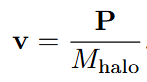 v = P / M_halo.